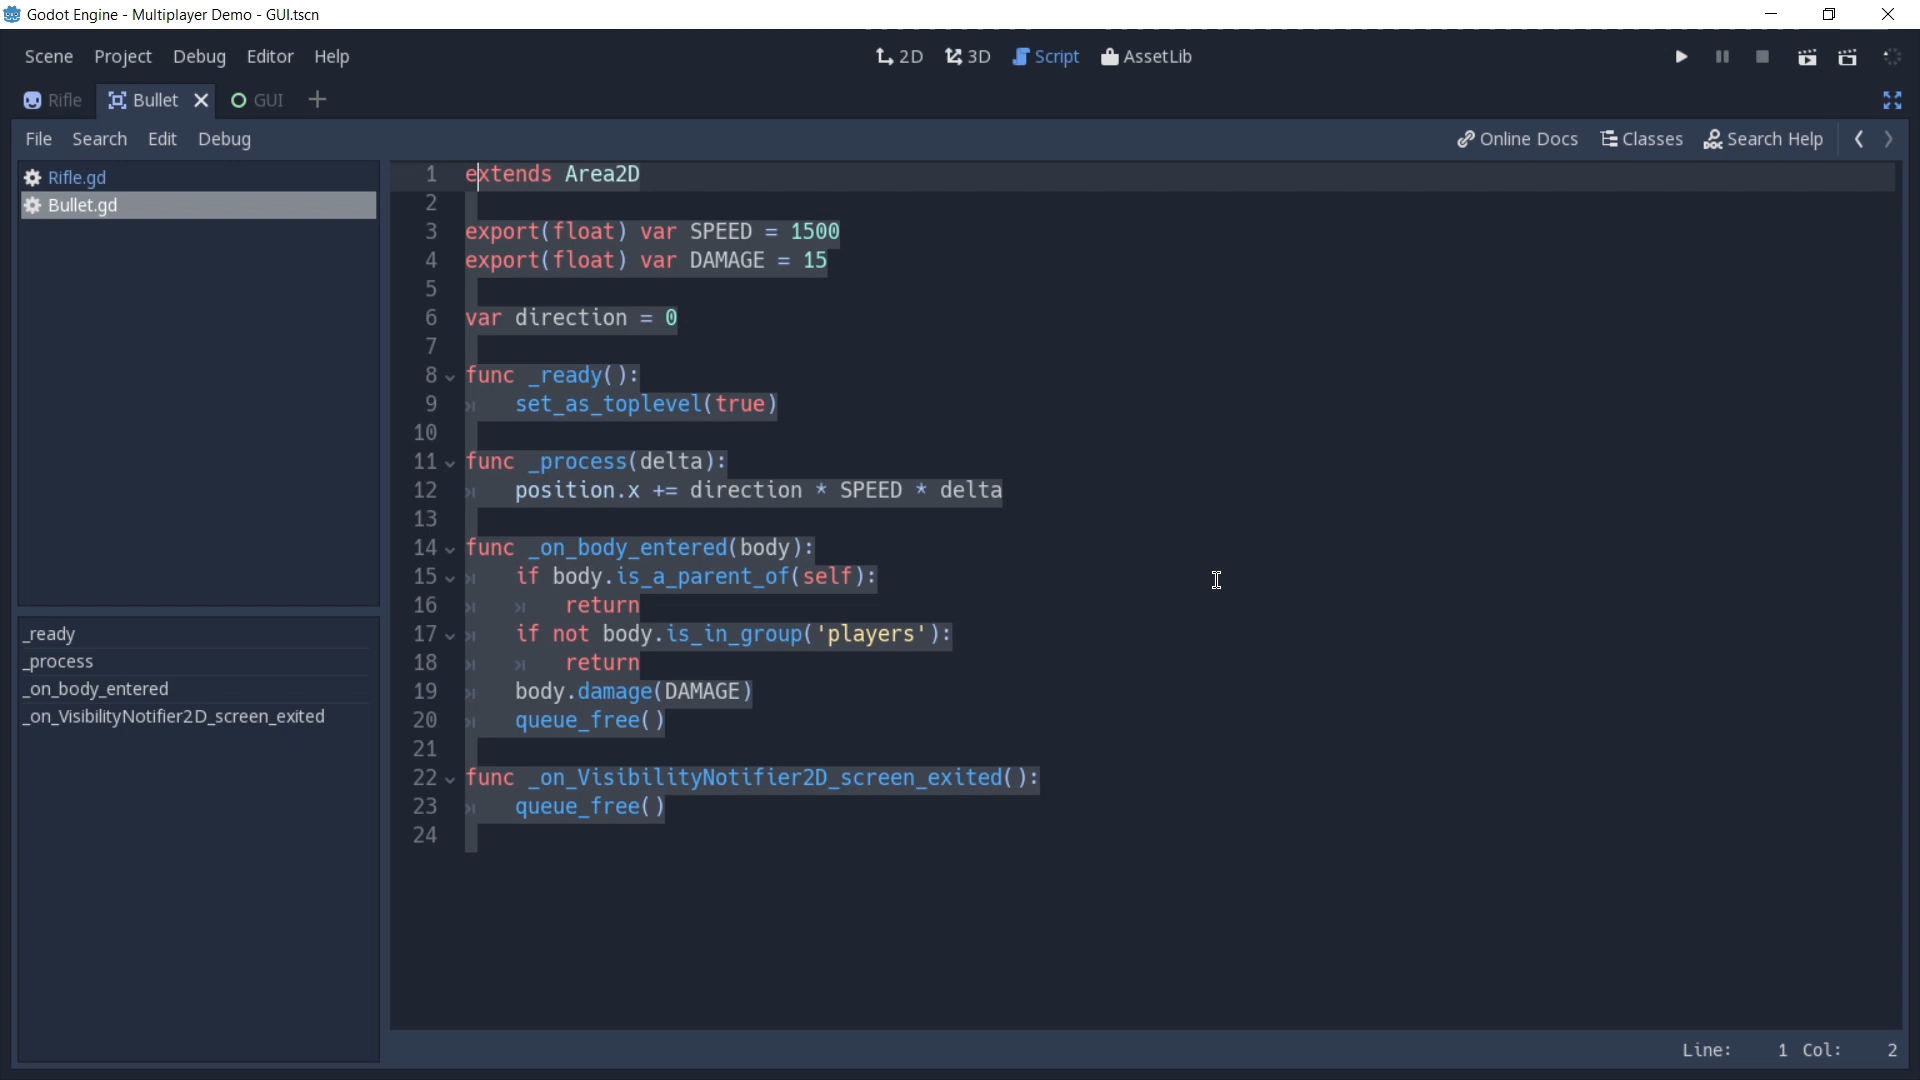 Godot Engine - Multiplayer Demo - GUI.tscn
Scene Project Debug Editor Help 2D 3D Script AssetLib
Rifle Bullet GUI
File Search Edit Debug Online Docs Classes Search Help
Rifle.gd
Bullet.gd
_ready
_process
_on_body_entered
_on_VisibilityNotifier2D_screen_exited
1 extends Area2D
2
3 export(float) var SPEED = 1500
4 export(float) var DAMAGE = 15
5
6 var direction = 0
7
8 func _ready():
9 set_as_toplevel(true)
10
11 func _process(delta):
12 position.x += direction * SPEED * delta
13
14 func _on_body_entered(body):
15 if body.is_a_parent_of(self):
16 return
17 if not body.is_in_group('players'):
18 return
19 body.damage(DAMAGE)
20 queue_free()
21
22 func _on_VisibilityNotifier2D_screen_exited():
23 queue_free()
24
Line: 1 Col: 2